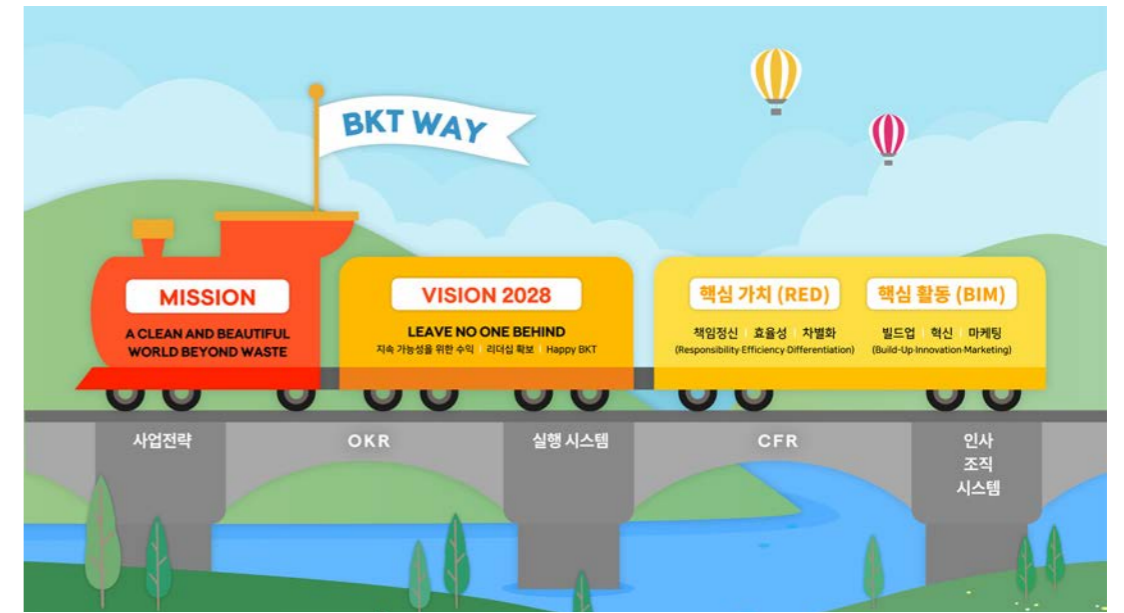 BKT WAY
MISSION
A CLEAN AND BEAUTIFUL
WORLD BEYOND WASTE
VISION 2028
LEAVE NO ONE BEHIND
지속 가능성을 위한 수익 | 리더십 확보 | Happy BKT
핵심 가치 (RED)
책임정신 | 효율성 | 차별화
(Responsibility·Efficiency·Differentiation)
핵심 활동 (BIM)
빌드업 | 혁신 | 마케팅
(Build-Up·Innovation·Marketing)
사업전략
OKR
실행 시스템
CFR
인사
조직
시스템